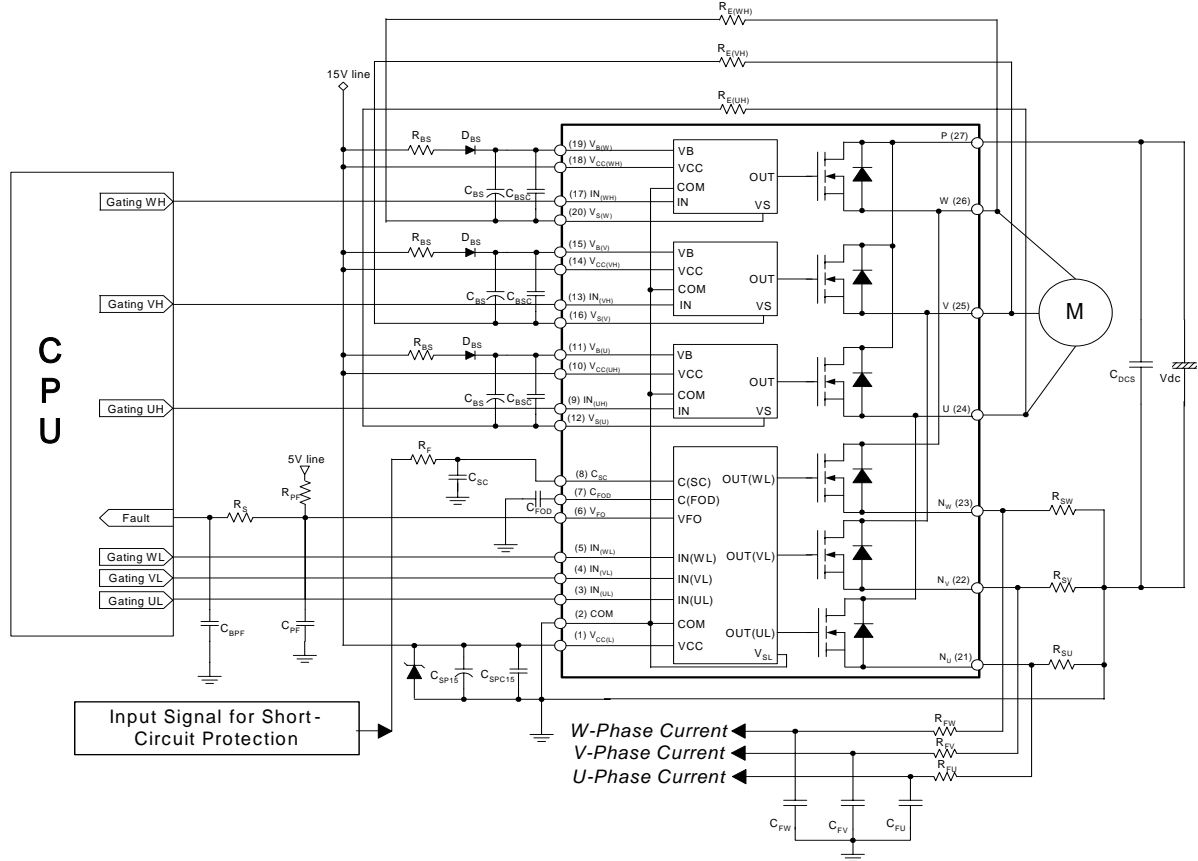 R_E(WH)
R_E(VH)
15V line
R_E(UH)
R_BS D_BS (19) V_B(W) VB P (27)
(18) V_CC(WH) VCC
C_BS C_BSC COM OUT
Gating WH (17) IN_(WH) IN W (26)
(20) V_S(W) VS
R_BS D_BS (15) V_B(V) VB
(14) V_CC(VH) VCC
C_BS C_BSC COM OUT
Gating VH (13) IN_(VH) IN V (25) M
(16) V_S(V) VS
R_BS D_BS (11) V_B(U) VB
(10) V_CC(UH) VCC C_DCS Vdc
C_BS C_BSC COM OUT
Gating UH (9) IN_(UH) IN U (24)
(12) V_S(U) VS
CPU
R_F
5V line C_SC (8) C_SC C(SC) OUT(WL)
R_PF C_FOD (7) C_FOD C(FOD) N_W (23) R_SW
Fault R_S (6) V_FO VFO
Gating WL (5) IN_(WL) IN(WL) OUT(VL)
Gating VL (4) IN_(VL) IN(VL) N_V (22) R_SV
Gating UL (3) IN_(UL) IN(UL)
C_BPF C_PF (2) COM COM OUT(UL)
(1) V_CC(L) VCC V_SL N_U (21) R_SU
C_SP15 C_SPC15
Input Signal for Short-
Circuit Protection
W-Phase Current R_FW
V-Phase Current R_FV
U-Phase Current R_FU
C_FW C_FV C_FU